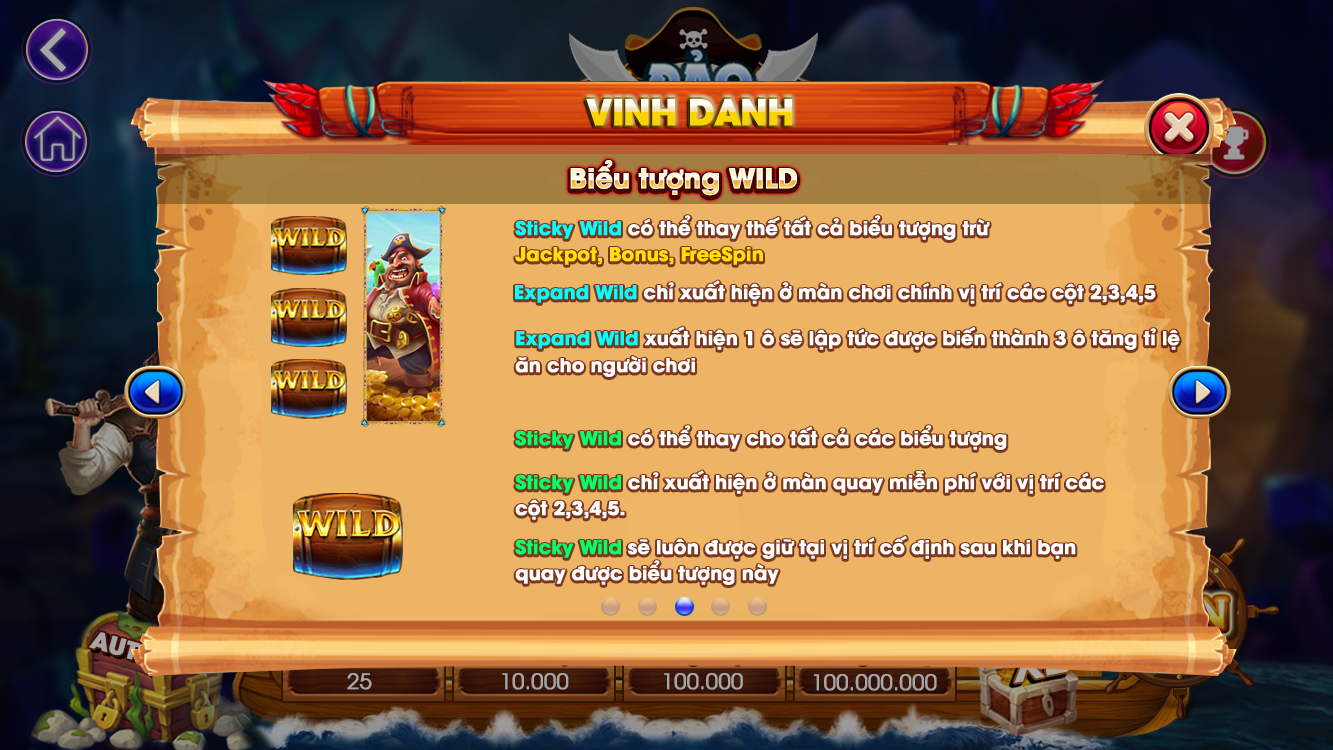 ĐẢO
VINH DANH
Biểu tượng WILD
WILD
WILD
WILD
Sticky Wild có thể thay thế tất cả biểu tượng trừ
Jackpot, Bonus, FreeSpin
Expand Wild chỉ xuất hiện ở màn chơi chính vị trí các cột 2,3,4,5
Expand Wild xuất hiện 1 ô sẽ lập tức được biến thành 3 ô tăng tỉ lệ
ăn cho người chơi
Sticky Wild có thể thay cho tất cả các biểu tượng
Sticky Wild chỉ xuất hiện ở màn quay miễn phí với vị trí các
cột 2,3,4,5.
WILD
Sticky Wild sẽ luôn được giữ tại vị trí cố định sau khi bạn
quay được biểu tượng này
25
10.000
100.000
100.000.000